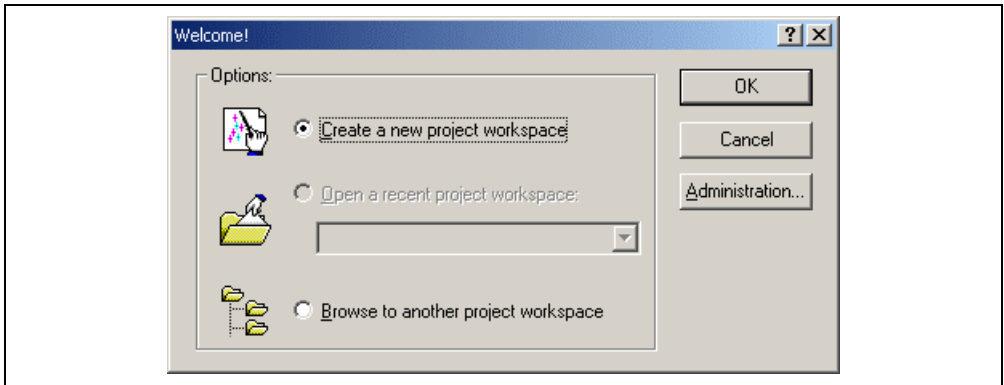 Welcome!
Options:
Create a new project workspace
Open a recent project workspace:
Browse to another project workspace
OK
Cancel
Administration...